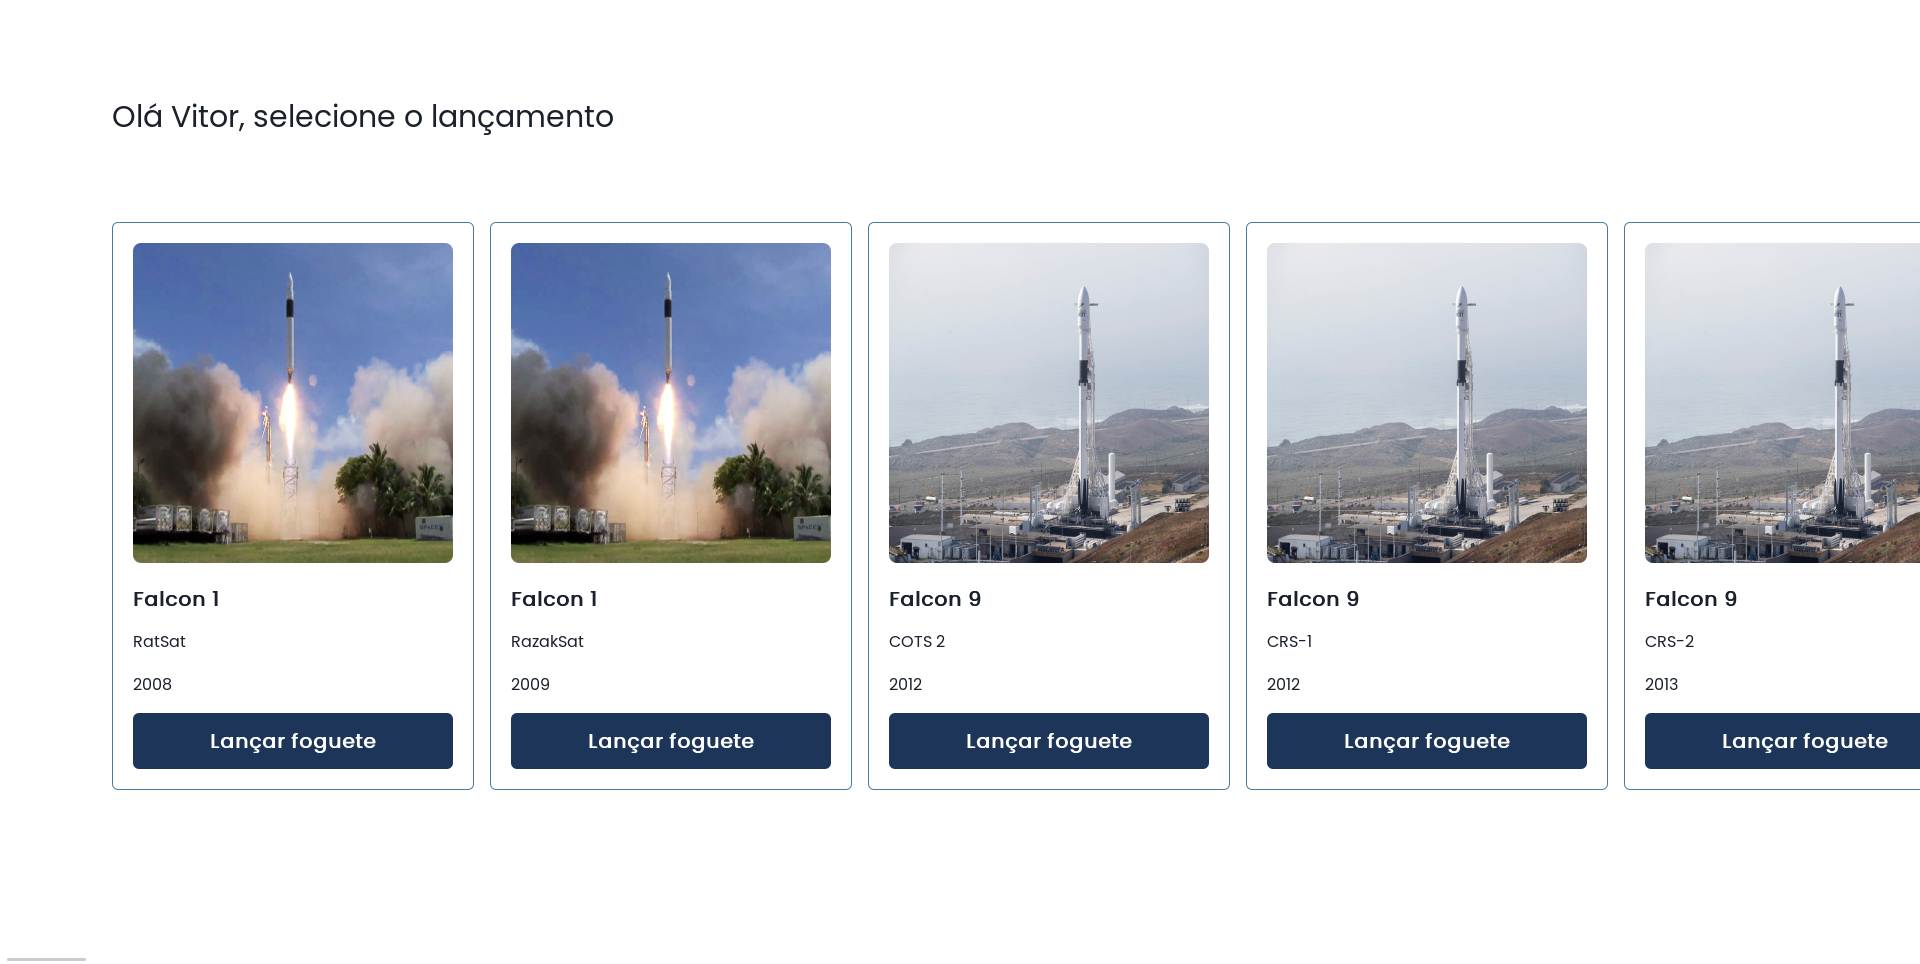 Olá Vitor, selecione o lançamento
Falcon 1
RatSat
2008
Lançar foguete
Falcon 1
RazakSat
2009
Lançar foguete
Falcon 9
COTS 2
2012
Lançar foguete
Falcon 9
CRS-1
2012
Lançar foguete
Falcon 9
CRS-2
2013
Lançar foguete